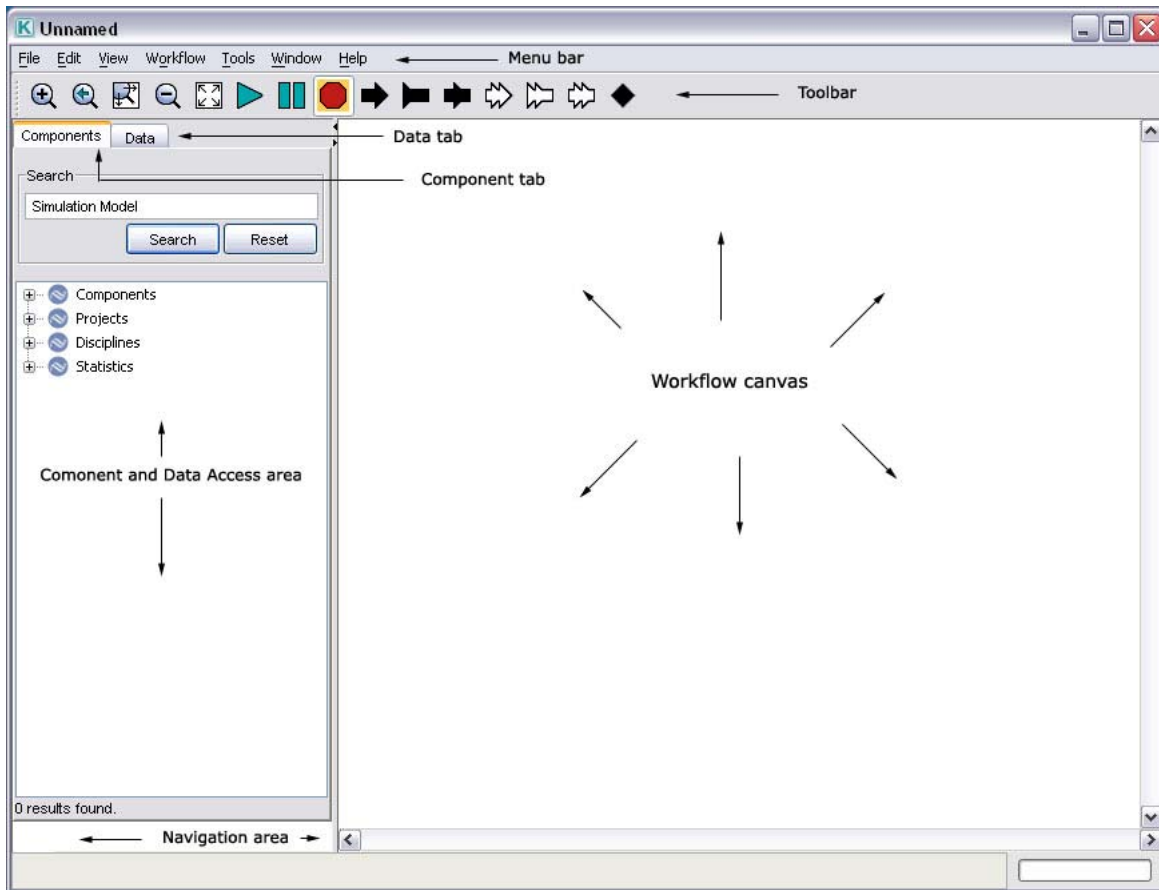 K Unnamed
File Edit View Workflow Tools Window Help
Menu bar
Toolbar
Components Data
Data tab
Component tab
Search
Simulation Model
Search Reset
Components
Projects
Disciplines
Statistics
Workflow canvas
Comonent and Data Access area
0 results found.
Navigation area